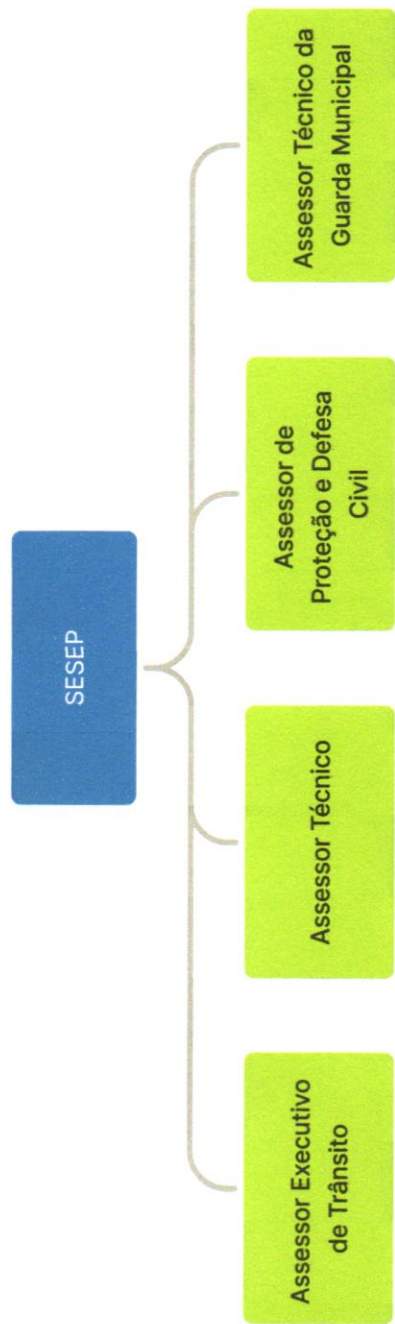 SESEP
Assessor Executivo
de Trânsito
Assessor Técnico
Assessor de
Proteção e Defesa
Civil
Assessor Técnico da
Guarda Municipal